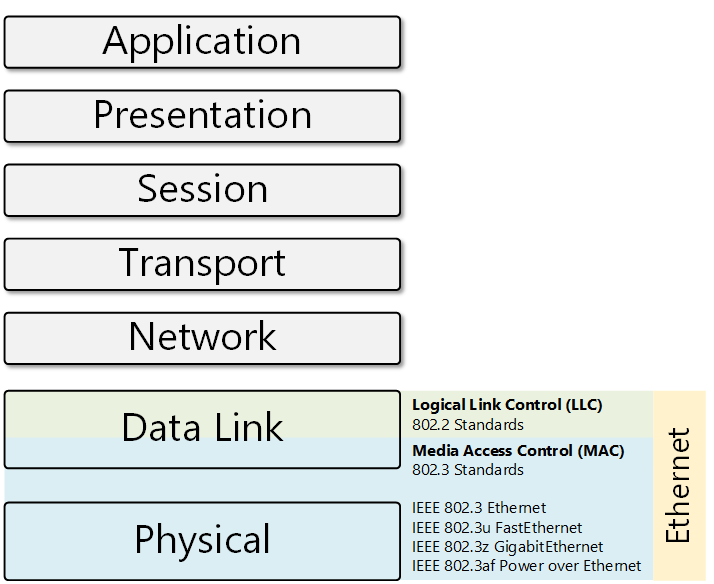 Application
Presentation
Session
Transport
Network
Data Link
Logical Link Control (LLC)
802.2 Standards
Media Access Control (MAC)
802.3 Standards
Physical
IEEE 802.3 Ethernet
IEEE 802.3u FastEthernet
IEEE 802.3z GigabitEthernet
IEEE 802.3af Power over Ethernet
Ethernet